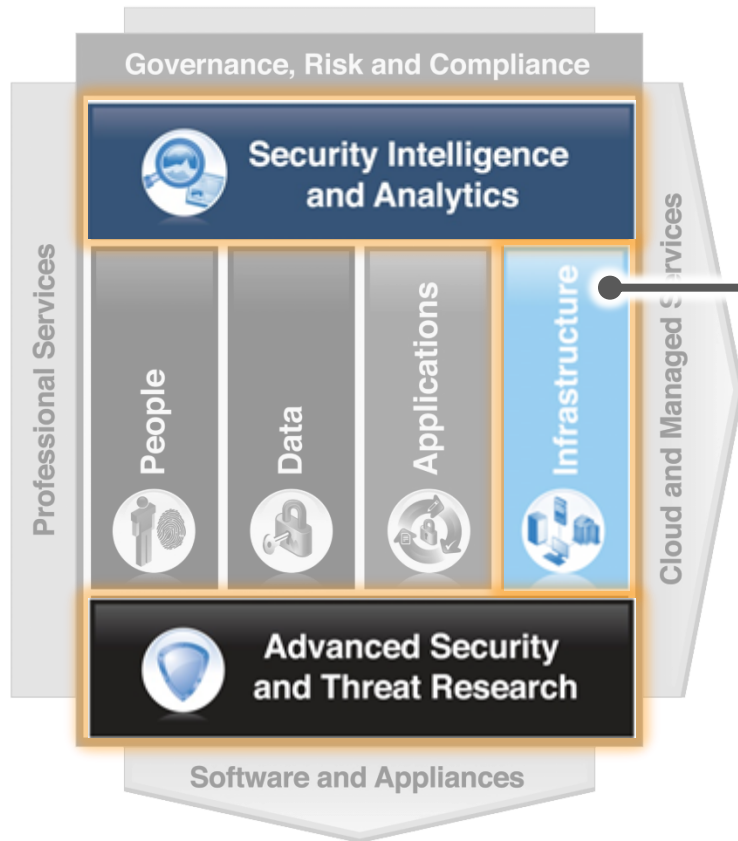 Governance, Risk and Compliance
Security Intelligence
and Analytics
Professional Services
People
Data
Applications
Infrastructure
Cloud and Managed Services
Advanced Security
and Threat Research
Software and Appliances